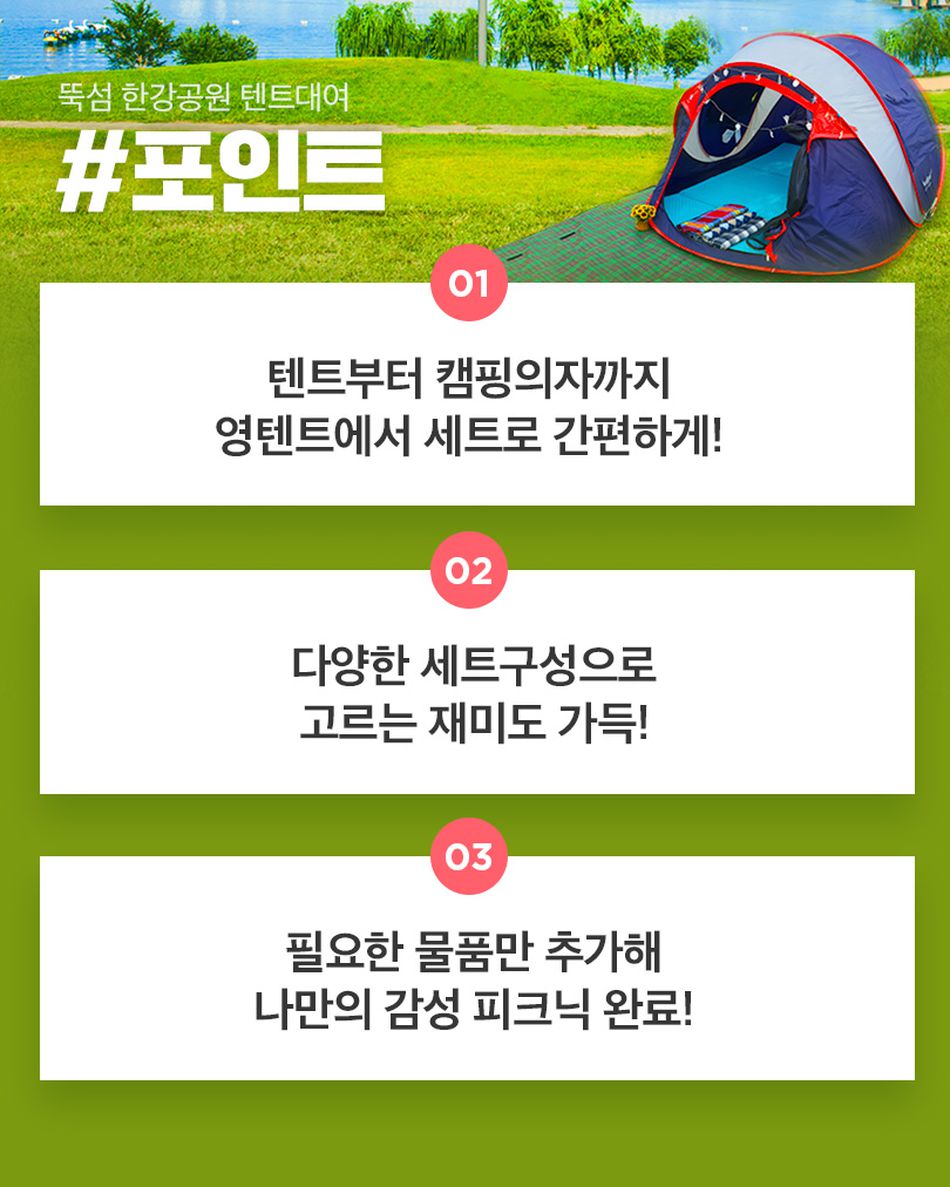 뚝섬 한강공원 텐트대여
#포인트
01
텐트부터 캠핑의자까지
영텐트에서 세트로 간편하게!
02
다양한 세트구성으로
고르는 재미도 가득!
03
필요한 물품만 추가해
나만의 감성 피크닉 완료!